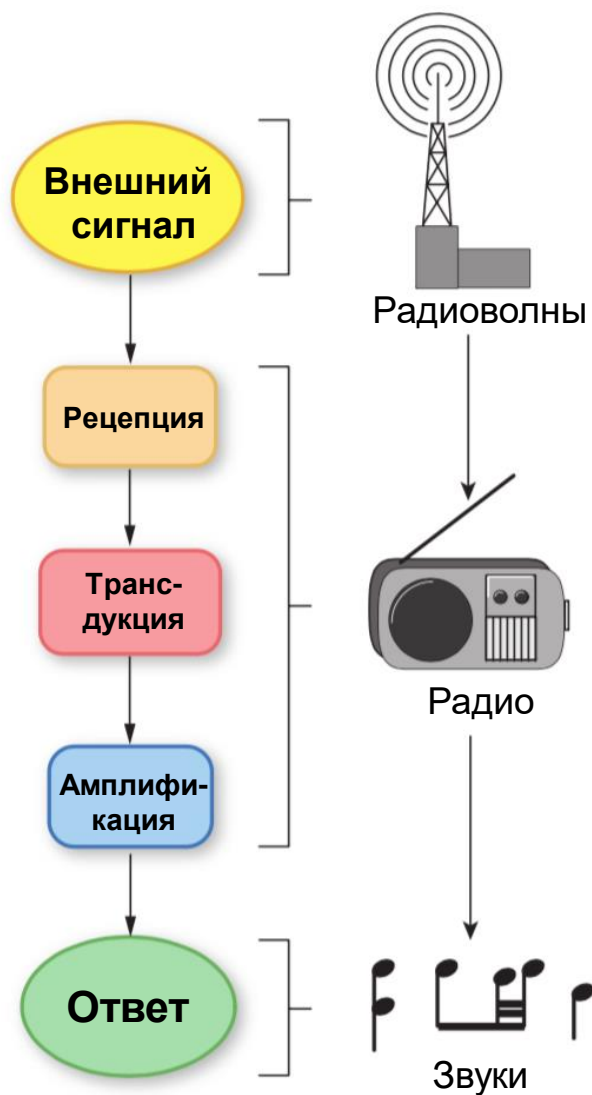 Внешний
сигнал
Радиоволны
Рецепция
Транс-
дукция
Радио
Амплифи-
кация
Ответ
Звуки